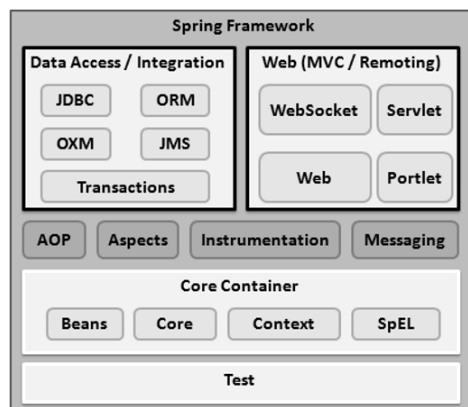 Spring Framework
Data Access / Integration
Web (MVC / Remoting)
JDBC
ORM
WebSocket
Servlet
OXM
JMS
Transactions
Web
Portlet
AOP
Aspects
Instrumentation
Messaging
Core Container
Beans
Core
Context
SpEL
Test